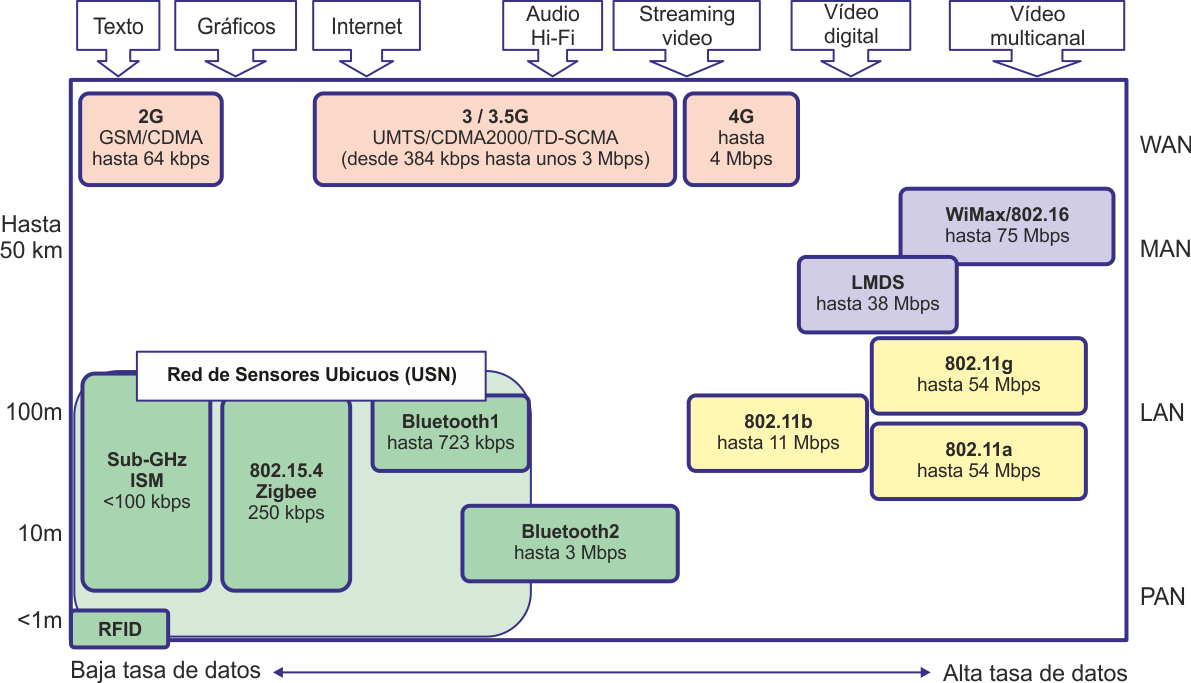 Texto
Gráficos
Internet
Audio
Hi-Fi
Streaming
video
Vídeo
digital
Vídeo
multicanal
2G
GSM/CDMA
hasta 64 kbps
3 / 3.5G
UMTS/CDMA2000/TD-SCMA
(desde 384 kbps hasta unos 3 Mbps)
4G
hasta
4 Mbps
WAN
Hasta
50 km
WiMax/802.16
hasta 75 Mbps
MAN
LMDS
hasta 38 Mbps
Red de Sensores Ubicuos (USN)
802.11g
hasta 54 Mbps
100m
Bluetooth1
hasta 723 kbps
802.11b
hasta 11 Mbps
LAN
802.11a
hasta 54 Mbps
Sub-GHz
ISM
<100 kbps
802.15.4
Zigbee
250 kbps
10m
Bluetooth2
hasta 3 Mbps
PAN
<1m
RFID
Baja tasa de datos
Alta tasa de datos